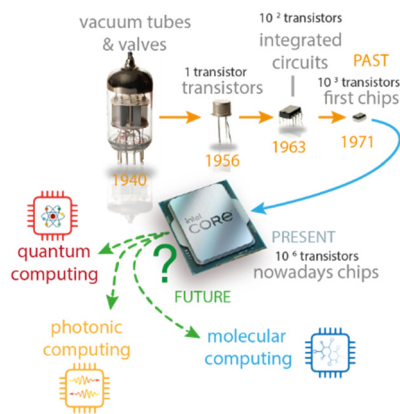 vacuum tubes
& valves
10 ² transistors
integrated
circuits
PAST
1 transistor
transistors
10 ³ transistors
first chips
1940
1956
1963
1971
intel
CORE
PRESENT
10 ⁶ transistors
nowadays chips
?
FUTURE
quantum
computing
photonic
computing
molecular
computing